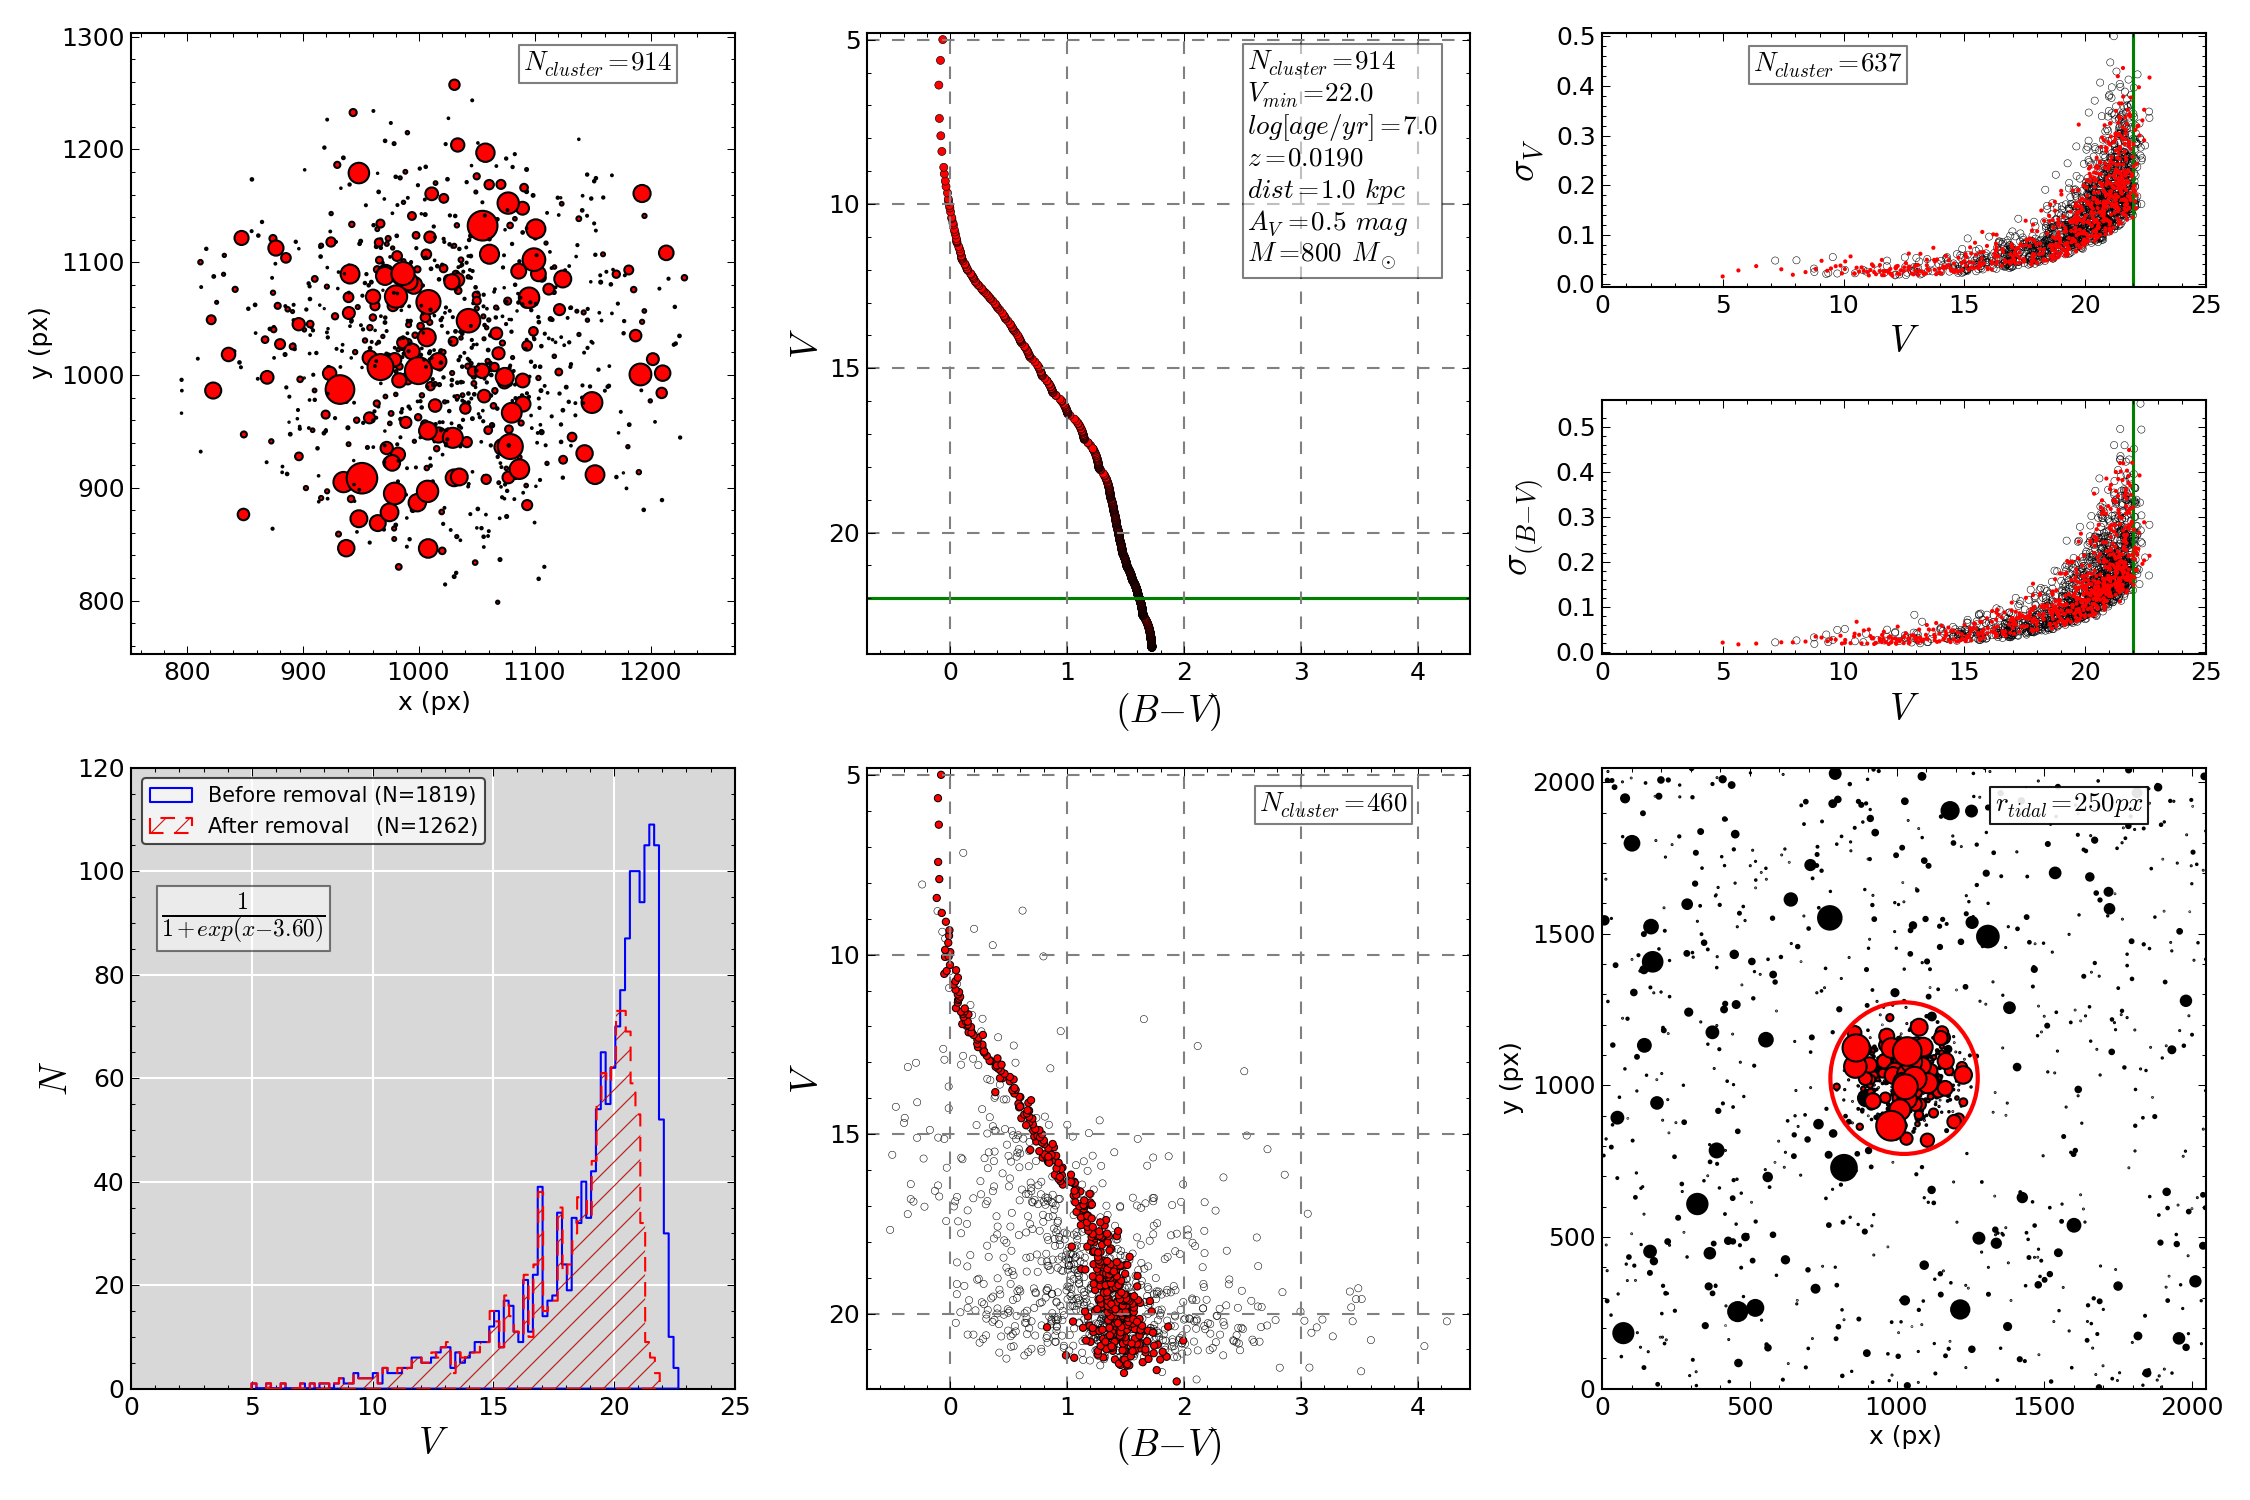 N_cluster=914
1300
1200
1100
1000
900
800
y (px)
800 900 1000 1100 1200
x (px)
N_cluster=914
V_min=22.0
log[age/yr]=7.0
z=0.0190
dist=1.0 kpc
A_V=0.5 mag
M=800 M_⊙
5
10
15
20
V
0 1 2 3 4
(B−V)
N_cluster=637
0.5
0.4
0.3
0.2
0.1
0.0
σ_V
0 5 10 15 20 25
V
0.5
0.4
0.3
0.2
0.1
0.0
σ_(B−V)
0 5 10 15 20 25
V
Before removal (N=1819)
After removal (N=1262)
1
1+exp(x−3.60)
120
100
80
60
40
20
0
N
0 5 10 15 20 25
V
N_cluster=460
5
10
15
20
V
0 1 2 3 4
(B−V)
r_tidal=250px
2000
1500
1000
500
0
y (px)
0 500 1000 1500 2000
x (px)